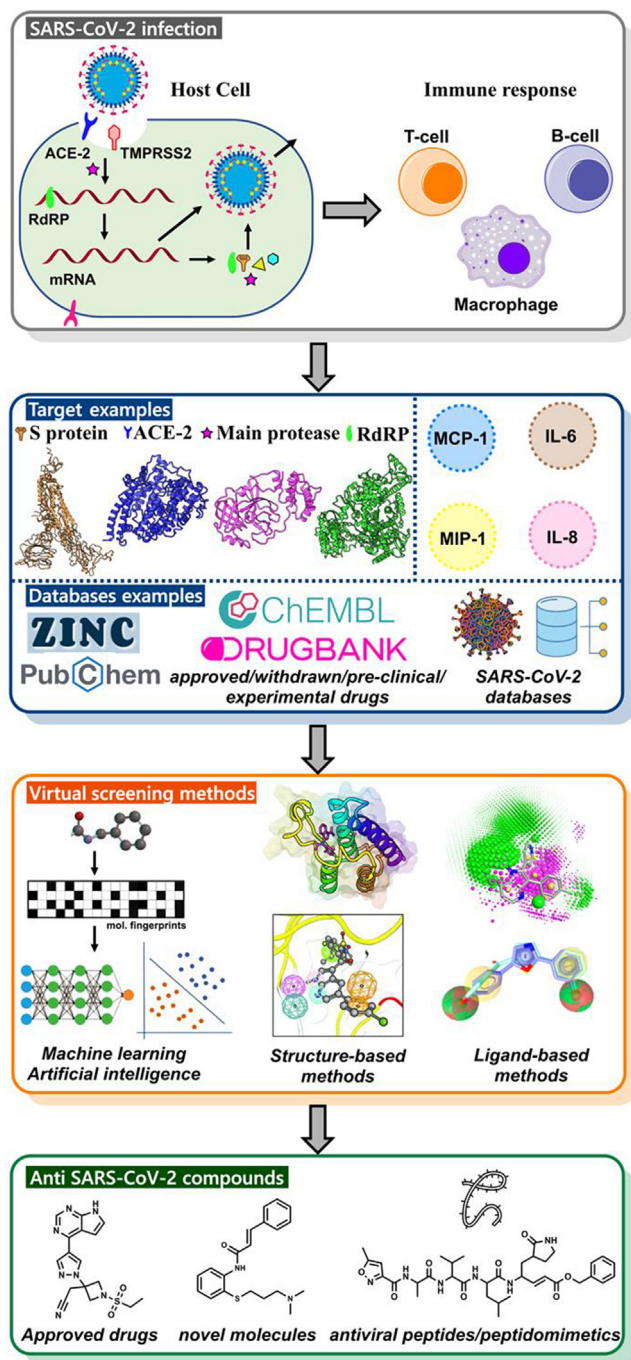 SARS-CoV-2 infection
Host Cell
Immune response
ACE-2
TMPRSS2
RdRP
mRNA
T-cell
B-cell
Macrophage
Target examples
S protein
ACE-2
Main protease
RdRP
MCP-1
IL-6
MIP-1
IL-8
Databases examples
ZINC
PubChem
ChEMBL
DRUGBANK
approved/withdrawn/pre-clinical/
experimental drugs
SARS-CoV-2
databases
Virtual screening methods
mol. fingerprints
Machine learning
Artificial intelligence
Structure-based
methods
Ligand-based
methods
Anti SARS-CoV-2 compounds
Approved drugs
novel molecules
antiviral peptides/peptidomimetics